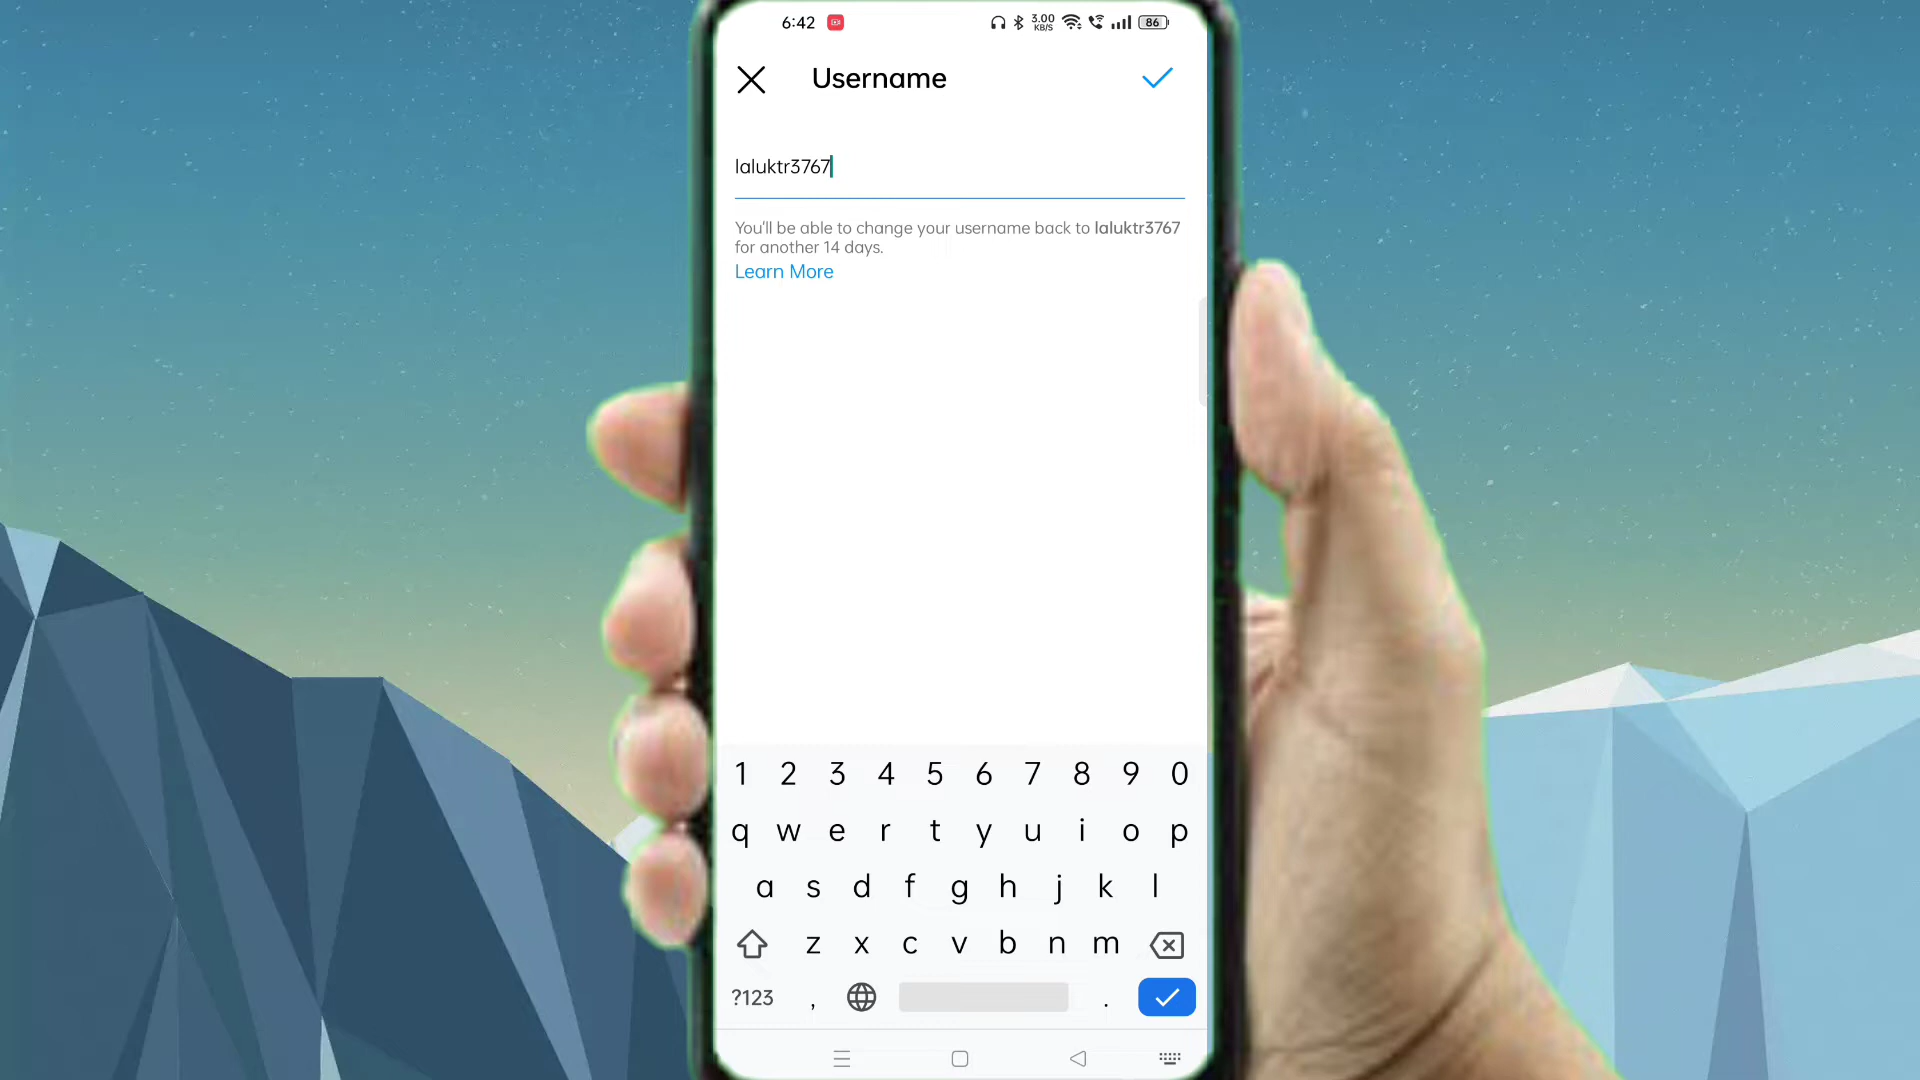 6:42 3.00 KB/S 86
Username
laluktr3767
You'll be able to change your username back to laluktr3767
for another 14 days.
Learn More
1 2 3 4 5 6 7 8 9 0
q w e r t y u i o p
a s d f g h j k l
z x c v b n m
?123 , .